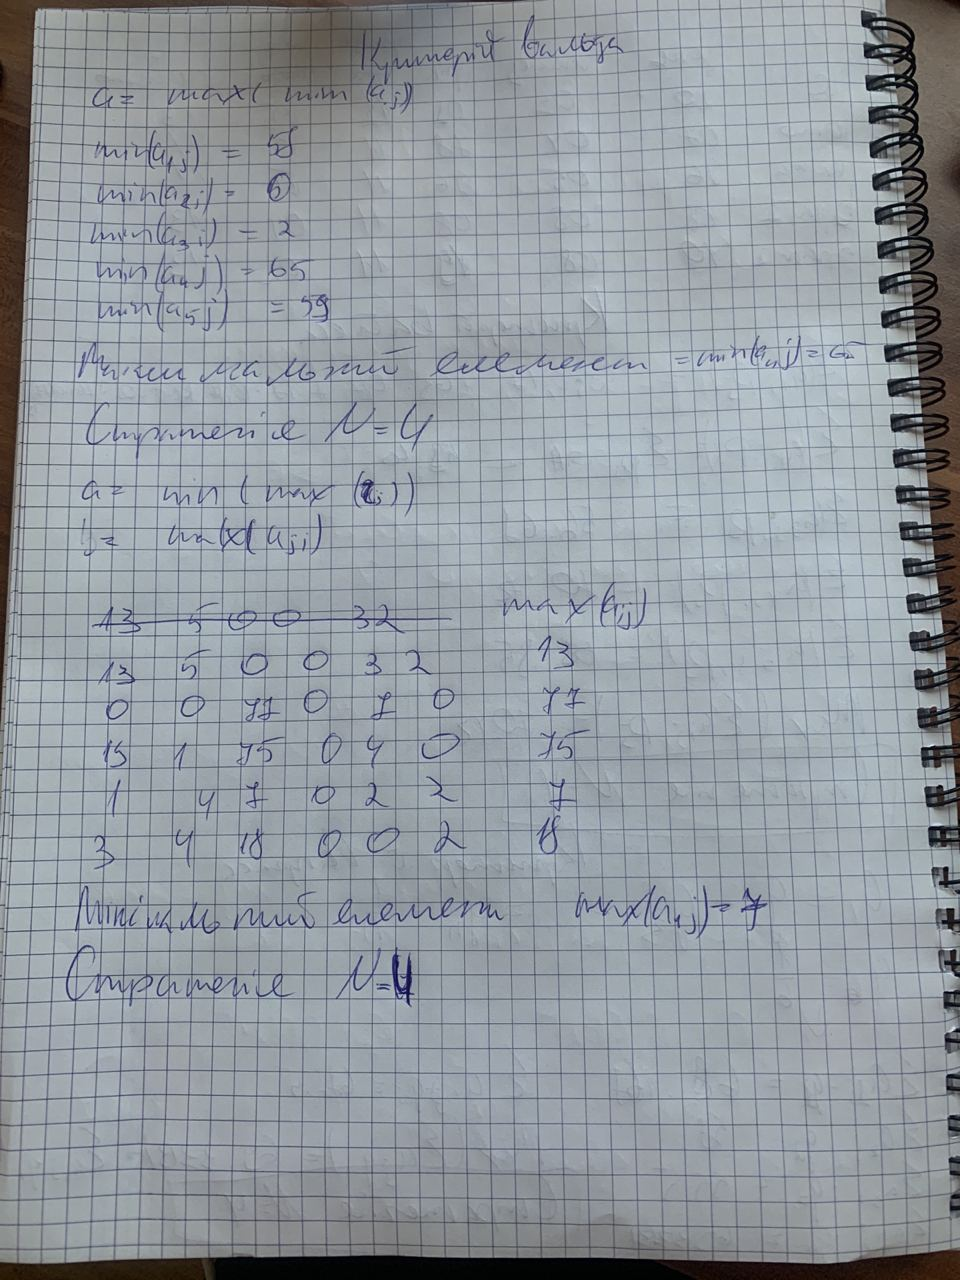 Критерій Вальда
a = max( min (aij))
min(a1j) = 58
min(a2j) = 6
min(a3j) = 2
min(a4j) = 65
min(a5j) = 59
елемент = min(a4j) = 65
Стратегія N=4
a = min ( max (rij))
max(aji)
13 5 0 0 32 max(aij)
13 5 0 0 3 2 13
0 0 77 0 7 0 77
15 1 75 0 4 0 75
1 4 7 0 2 2 7
3 4 18 0 0 2 18
Мінімальний елемент max(a4j) = 7
Стратегія N=4